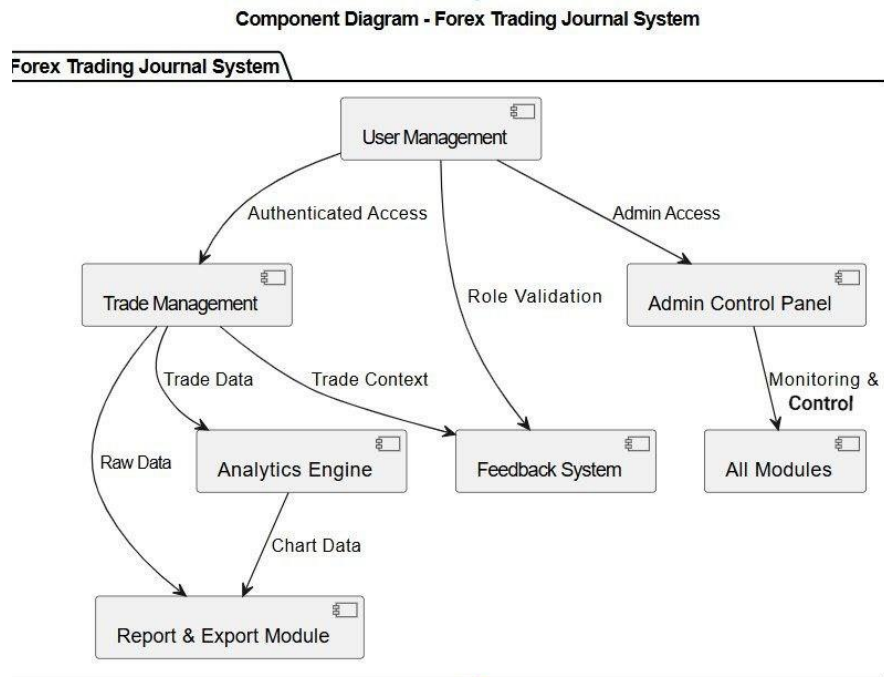 Component Diagram - Forex Trading Journal System
Forex Trading Journal System
User Management
Authenticated Access
Admin Access
Role Validation
Trade Management
Admin Control Panel
Trade Data
Trade Context
Monitoring &
Control
Raw Data
Analytics Engine
Feedback System
All Modules
Chart Data
Report & Export Module